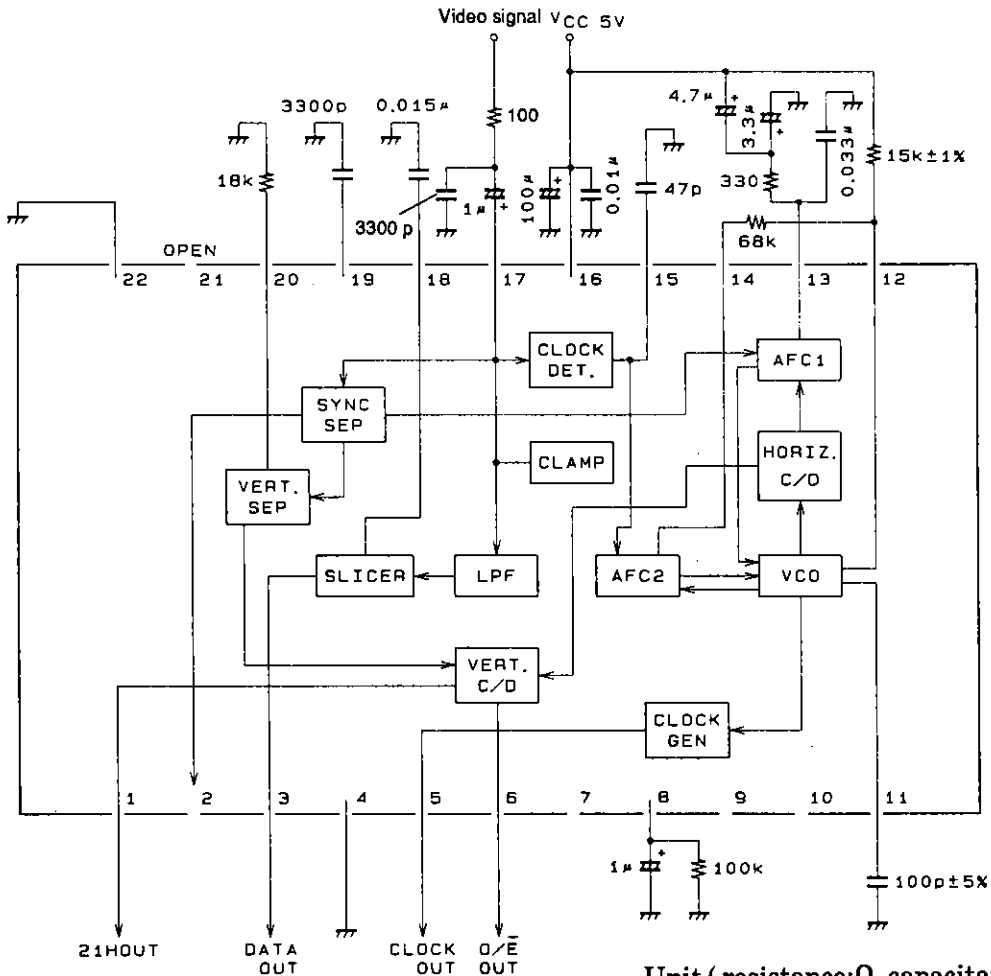 Video signal VCC 5V
3300p
0.015μ
100
4.7μ
3.3μ
0.033μ
15k±1%
18k
3300 p
1μ
100μ
0.01μ
47p
330
68k
OPEN
22 21 20 19 18 17 16 15 14 13 12
CLOCK
DET.
AFC1
SYNC
SEP
CLAMP
HORIZ.
C/D
VERT.
SEP
SLICER
LPF
AFC2
VCO
VERT.
C/D
CLOCK
GEN
1 2 3 4 5 6 7 8 9 10 11
1μ
100k
100p±5%
21HOUT
DATA
OUT
CLOCK
OUT
O/E̅
OUT